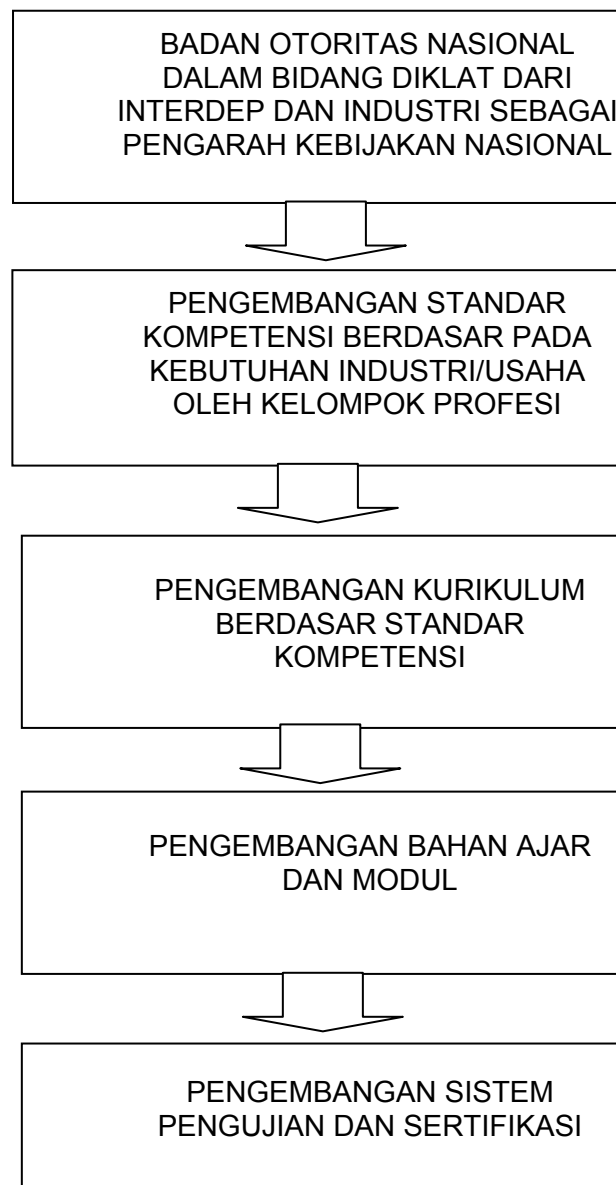 BADAN OTORITAS NASIONAL
DALAM BIDANG DIKLAT DARI
INTERDEP DAN INDUSTRI SEBAGAI
PENGARAH KEBIJAKAN NASIONAL
PENGEMBANGAN STANDAR
KOMPETENSI BERDASAR PADA
KEBUTUHAN INDUSTRI/USAHA
OLEH KELOMPOK PROFESI
PENGEMBANGAN KURIKULUM
BERDASAR STANDAR
KOMPETENSI
PENGEMBANGAN BAHAN AJAR
DAN MODUL
PENGEMBANGAN SISTEM
PENGUJIAN DAN SERTIFIKASI